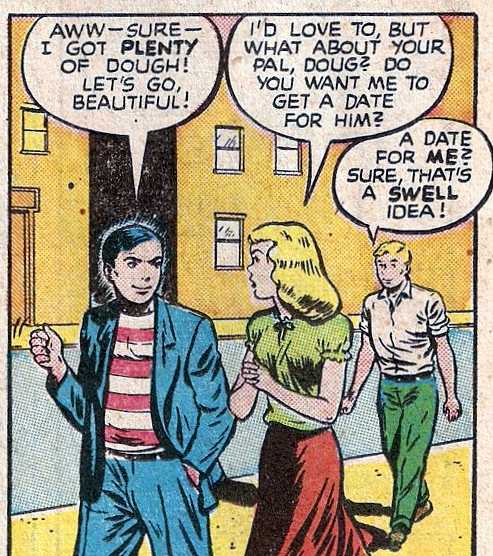 AWW—SURE—
I GOT PLENTY
OF DOUGH!
LET'S GO,
BEAUTIFUL!
I'D LOVE TO, BUT
WHAT ABOUT YOUR
PAL, DOUG? DO
YOU WANT ME TO
GET A DATE
FOR HIM?
A DATE
FOR ME?
SURE, THAT'S
A SWELL
IDEA!